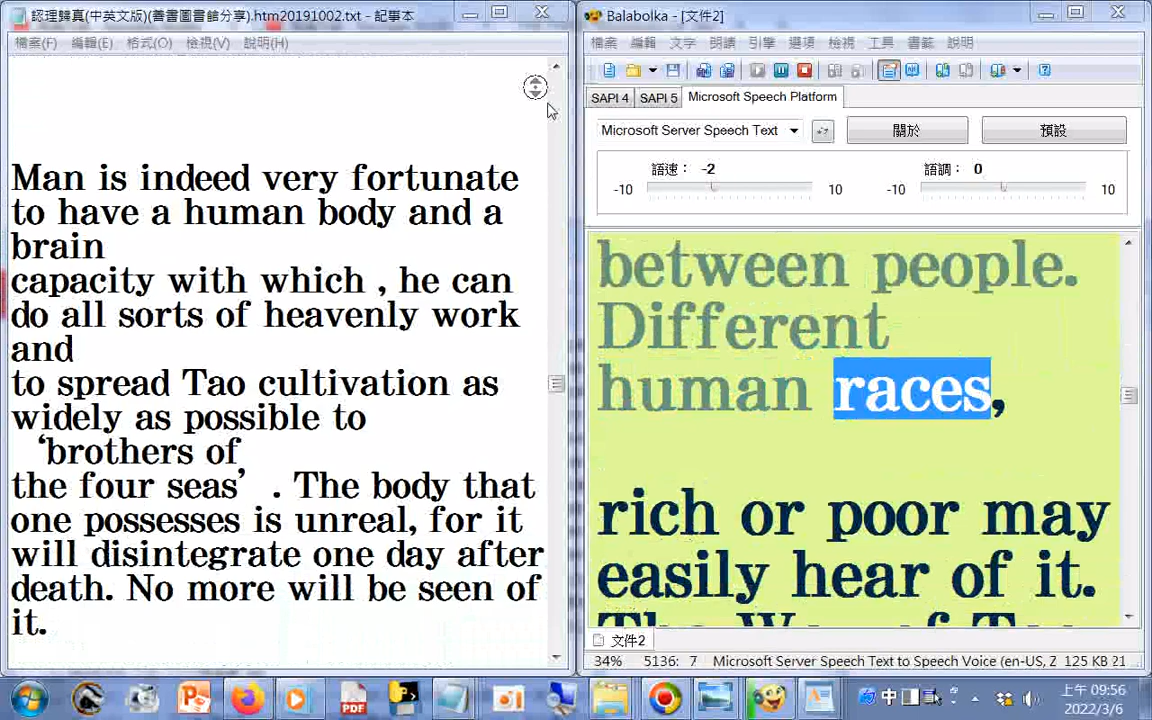 認理歸真(中英文版)(善書圖書館分享).htm20191002.txt - 記事本
檔案(F) 編輯(E) 格式(O) 檢視(V) 說明(H)
Man is indeed very fortunate
to have a human body and a
brain
capacity with which , he can
do all sorts of heavenly work
and
to spread Tao cultivation as
widely as possible to
‘brothers of
the four seas’ . The body that
one possesses is unreal, for it
will disintegrate one day after
death. No more will be seen of
it.
Balabolka - [文件2]
檔案 編輯 文字 朗讀 引擎 選項 檢視 工具 書籤 說明
SAPI 4 SAPI 5 Microsoft Speech Platform
Microsoft Server Speech Text 關於 預設
語速： -2 語調： 0
-10 10 -10 10
between people.
Different
human races,
rich or poor may
easily hear of it.
The Way of Tao
文件2
34% 5136: 7 Microsoft Server Speech Text to Speech Voice (en-US, Z 125 KB 21
PDF
中
上午 09:56
2022/3/6